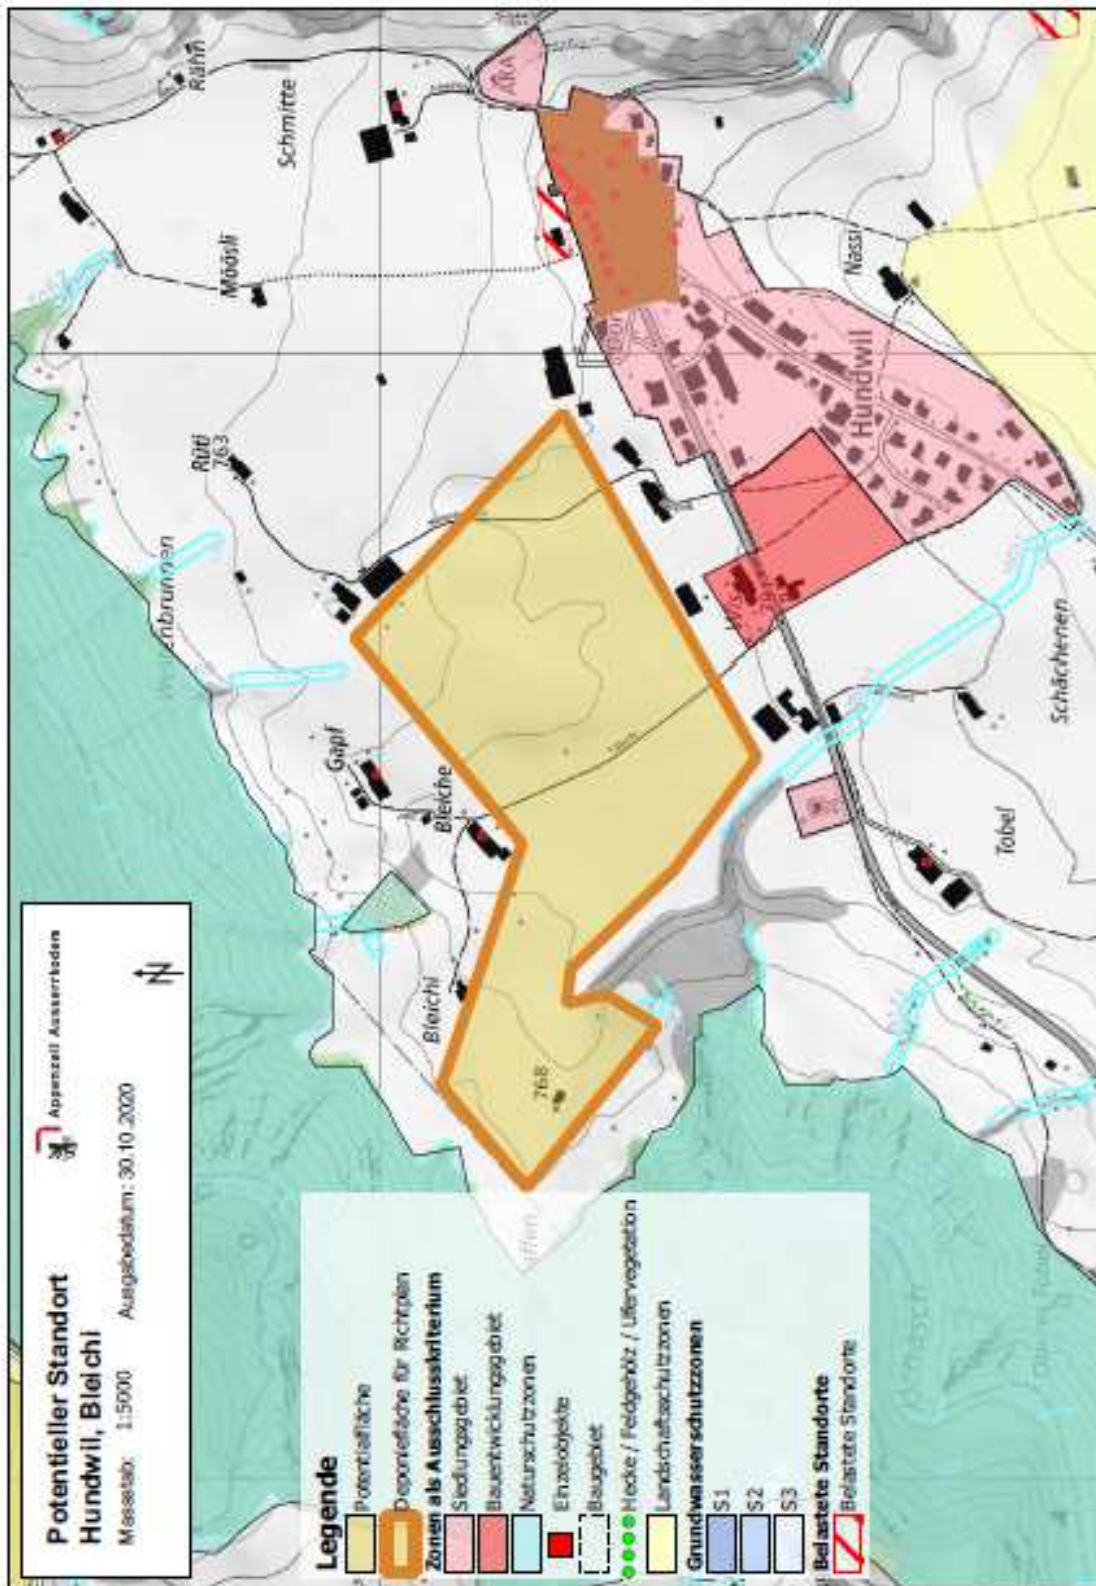 Potentieller Standort
Hundwil, Bleichi
Massstab: 1:5000 Ausgabedatum: 30.10.2020
Appenzell Ausserrhoden
N
Legende
Potentialfläche
Deponiefläche für Richtplan
Zonen als Ausschlusskriterium
Siedlungsgebiet
Bauentwicklungsgebiet
Naturschutzzonen
Einzelobjekte
Baugebiet
Hecke / Feldgehölz / Ufervegetation
Landschaftsschutzzonen
Grundwasserschutzzonen
S1
S2
S3
Belastete Standorte
Belastete Standorte
Rähn
Schmitte
ARA
Möösli
Rüti
763
Nassi
Hundwil
Gapf
Bleiche
Bleichi
768
Schächenen
Tobel